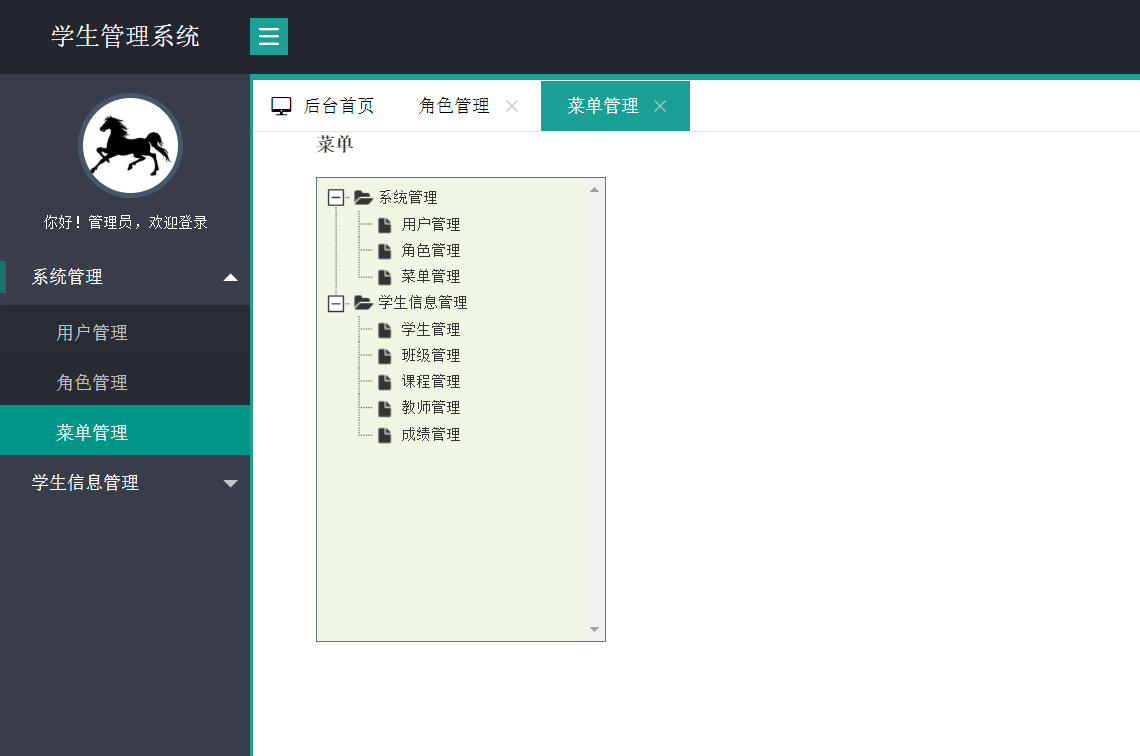 学生管理系统
你好！管理员，欢迎登录
系统管理
用户管理
角色管理
菜单管理
学生信息管理
后台首页 角色管理 菜单管理
菜单
系统管理
用户管理
角色管理
菜单管理
学生信息管理
学生管理
班级管理
课程管理
教师管理
成绩管理